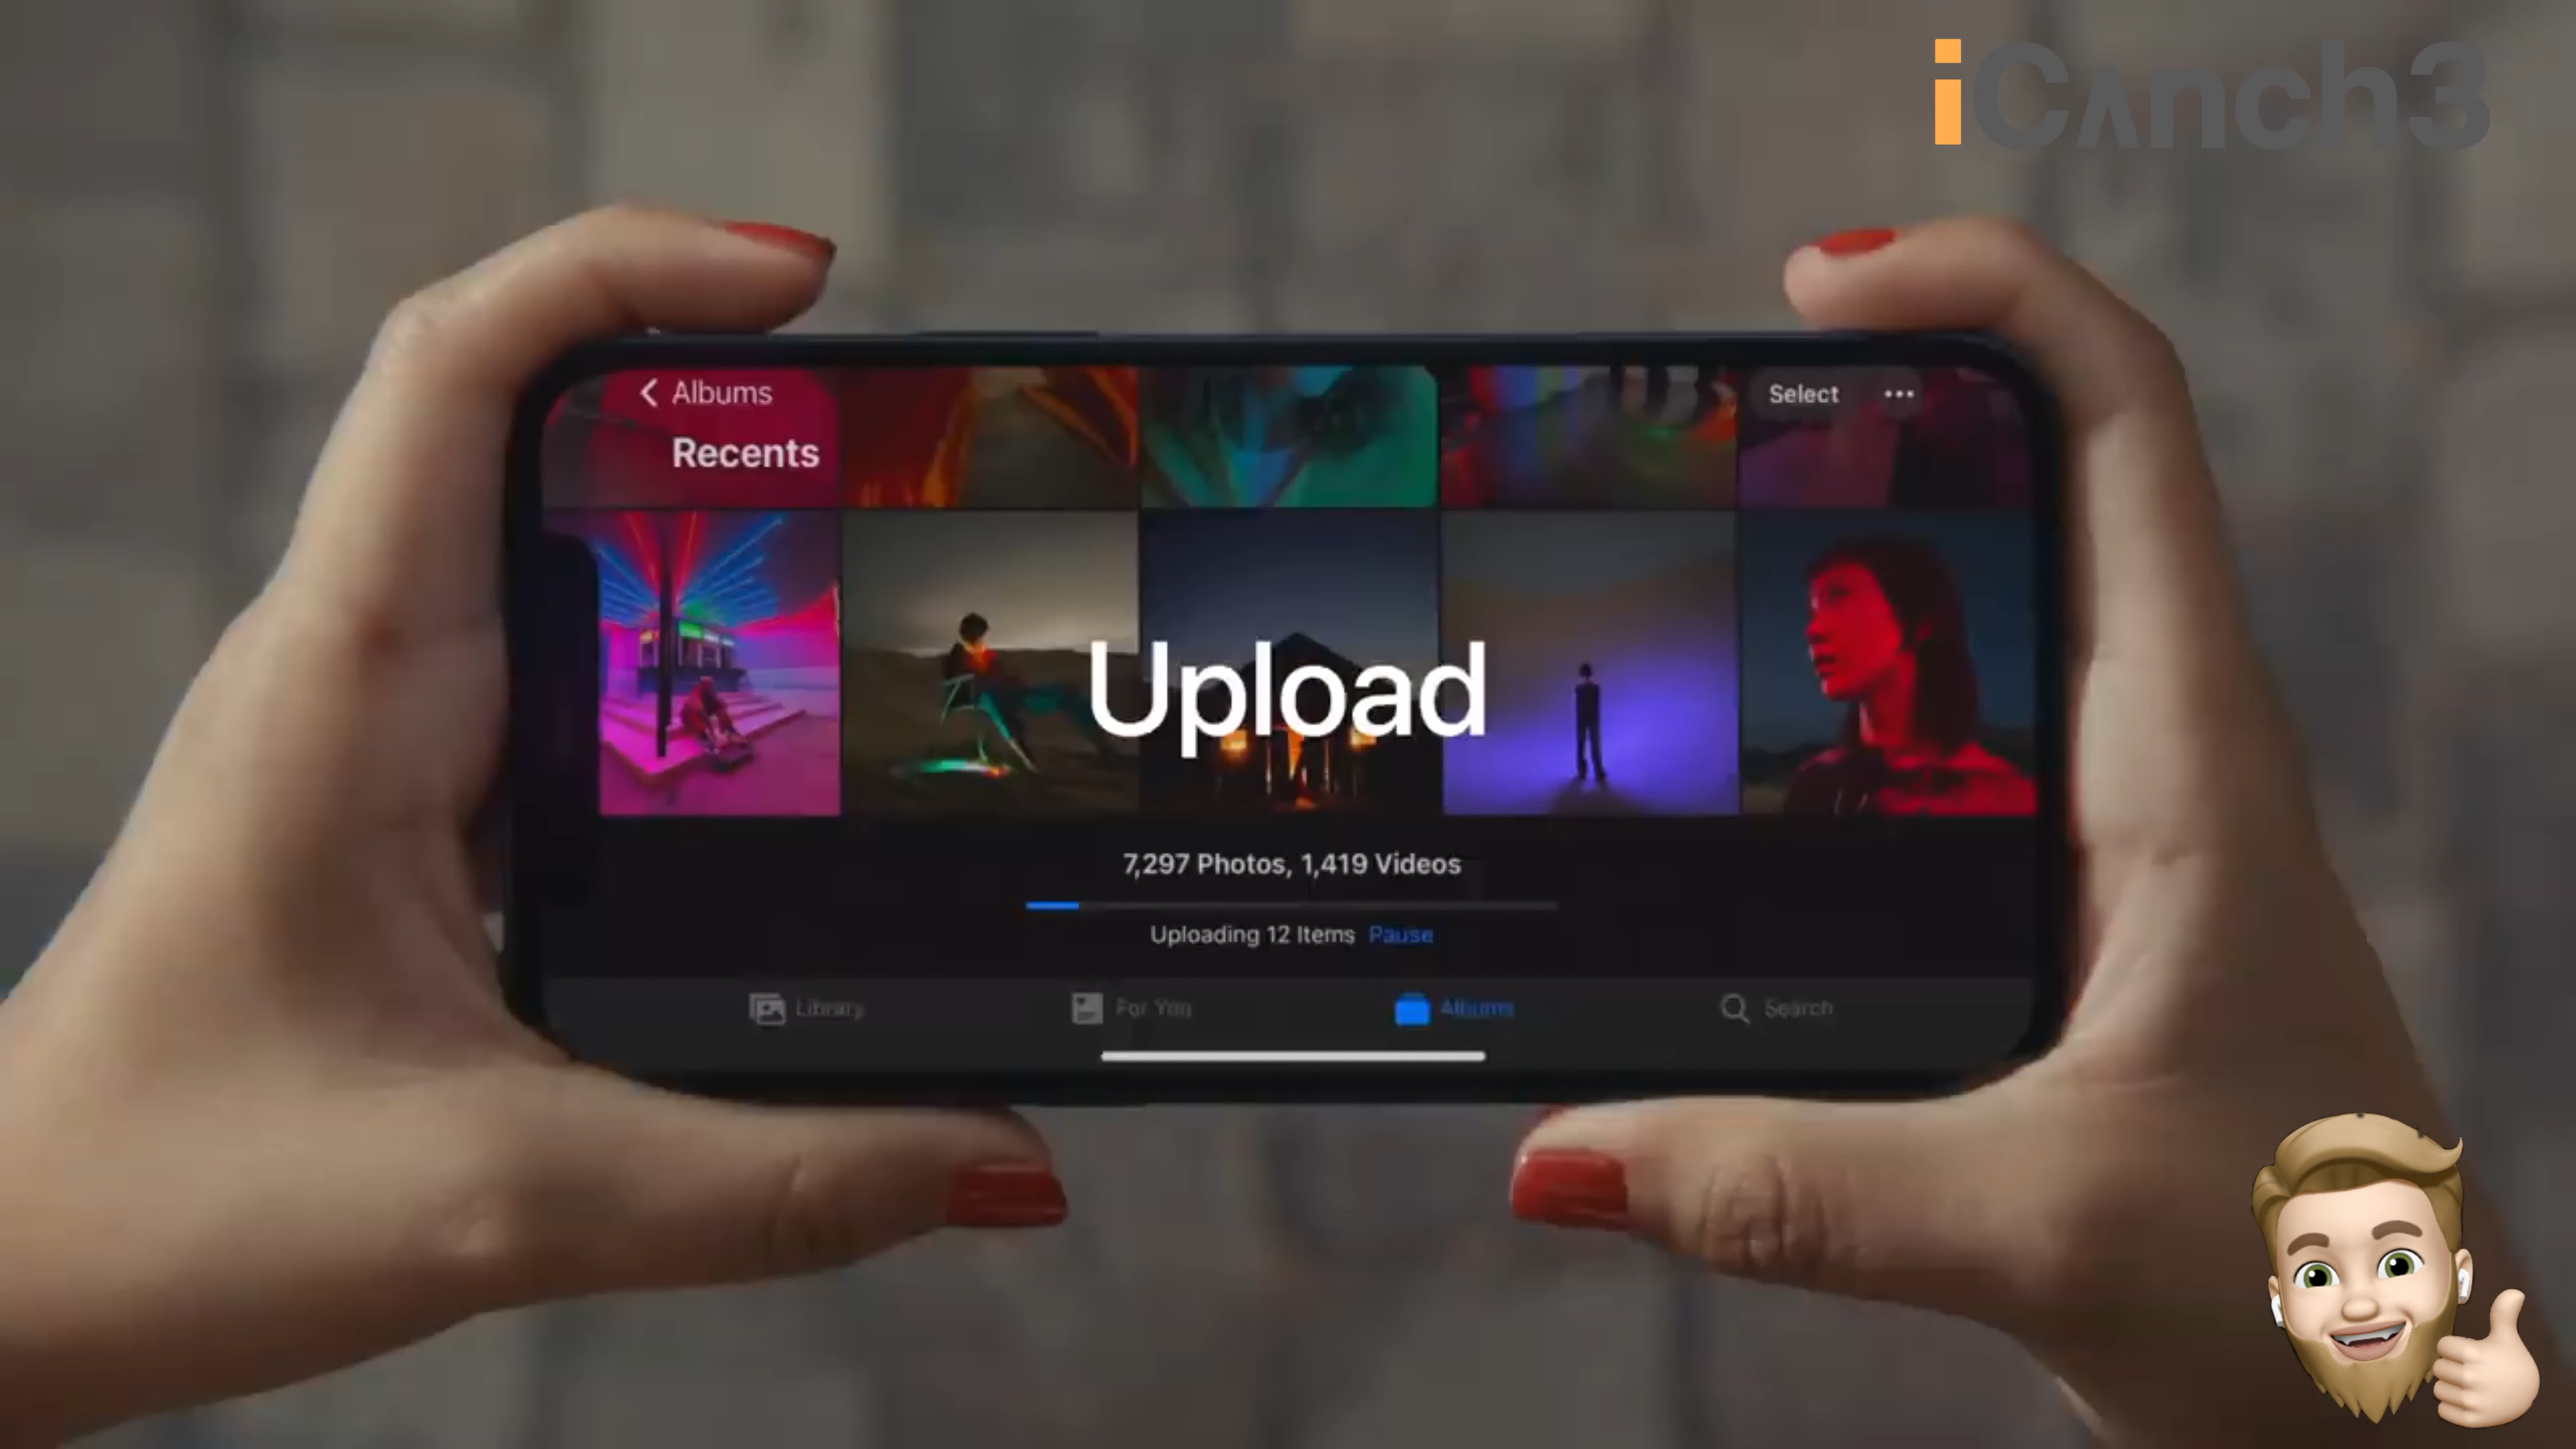 iCʌnch3
Albums
Select
Recents
Upload
7,297 Photos, 1,419 Videos
Uploading 12 Items Pause
Library
For You
Albums
Search